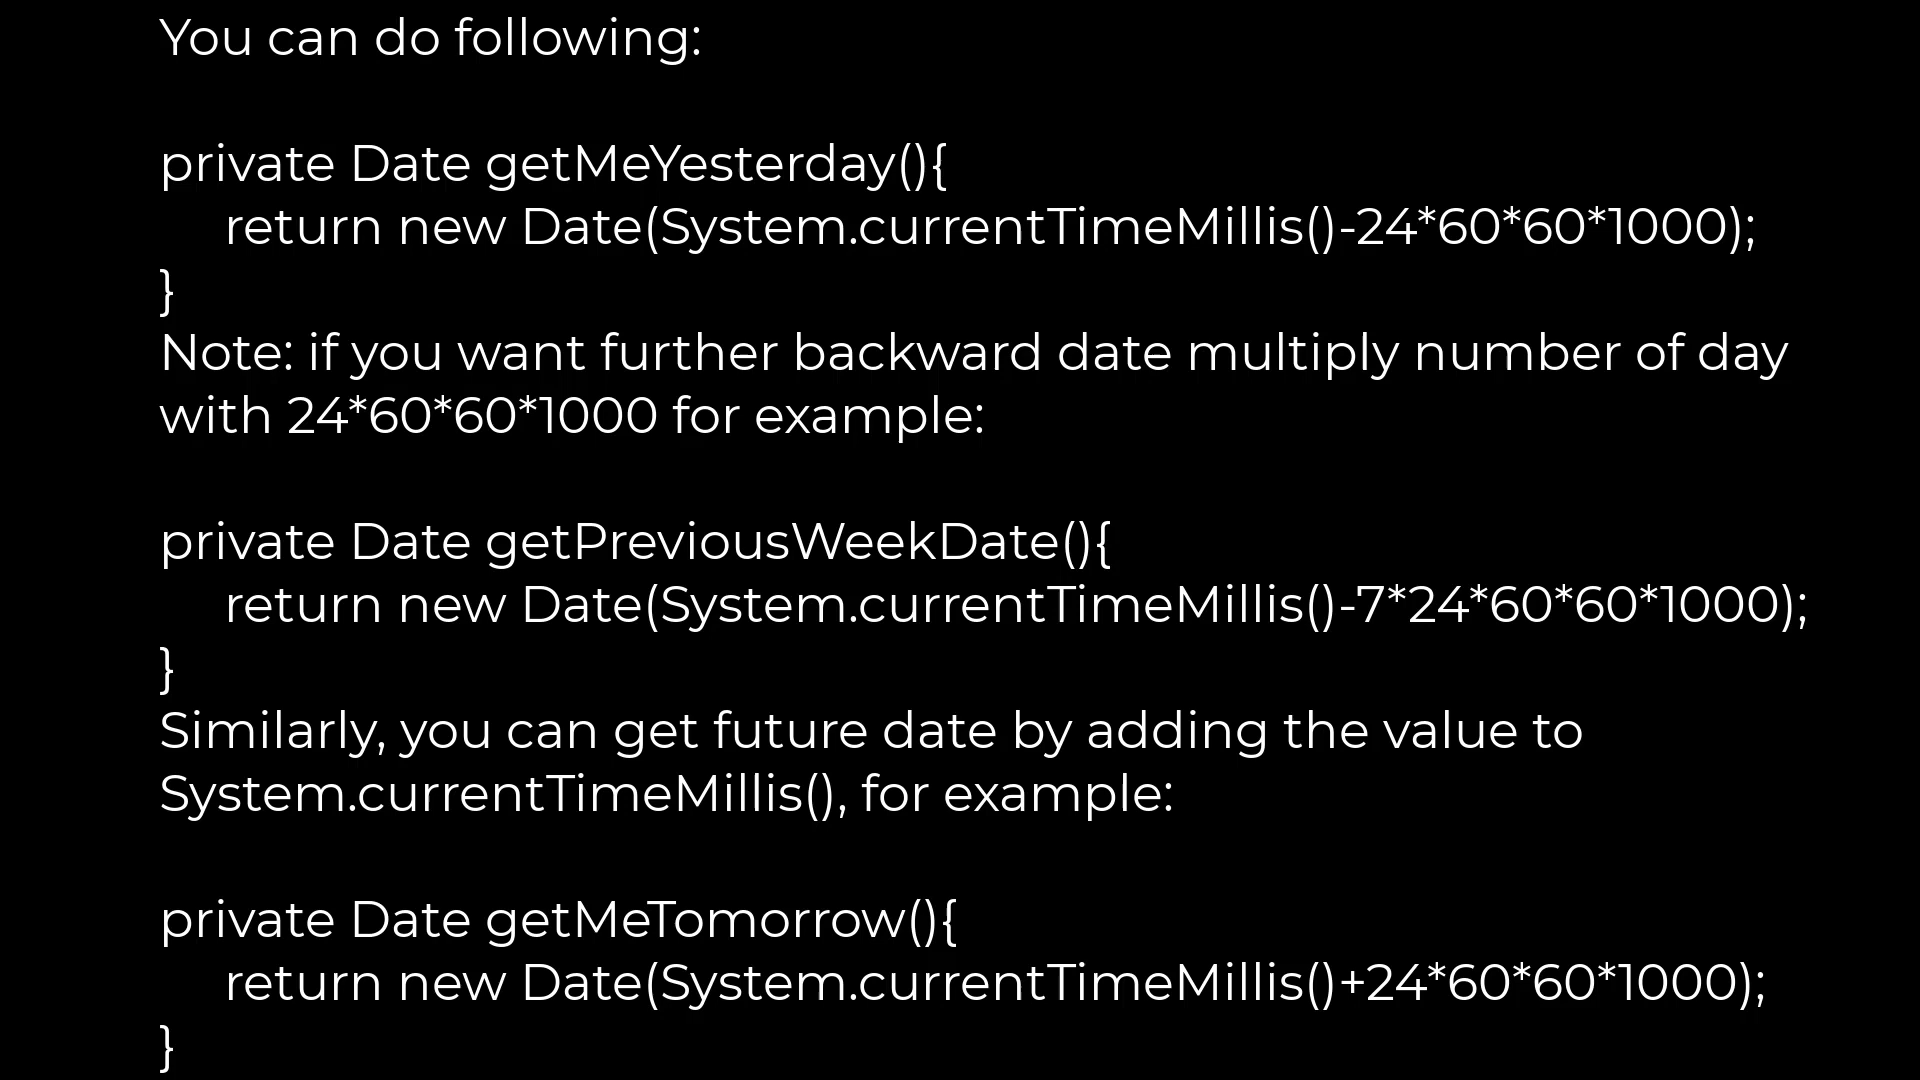 You can do following:
private Date getMeYesterday(){
return new Date(System.currentTimeMillis()-24*60*60*1000);
}
Note: if you want further backward date multiply number of day
with 24*60*60*1000 for example:
private Date getPreviousWeekDate(){
return new Date(System.currentTimeMillis()-7*24*60*60*1000);
}
Similarly, you can get future date by adding the value to
System.currentTimeMillis(), for example:
private Date getMeTomorrow(){
return new Date(System.currentTimeMillis()+24*60*60*1000);
}